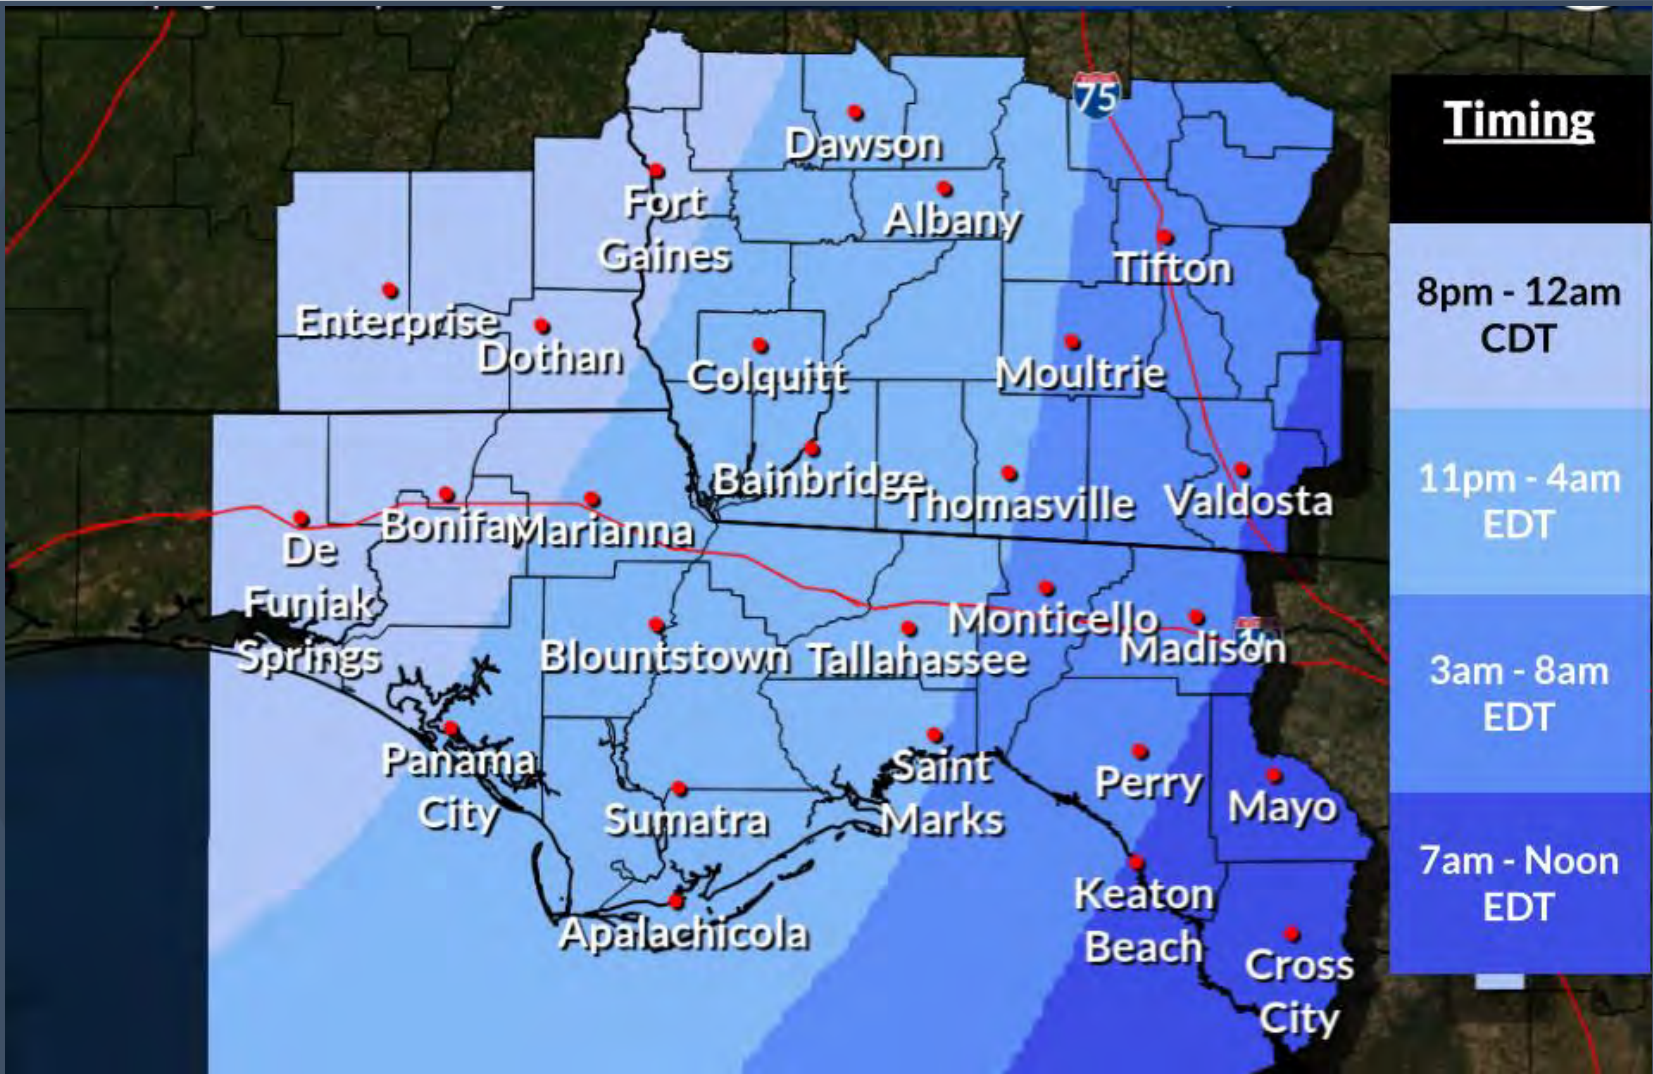 75
Timing
Dawson
Fort
Gaines
Albany
Tifton
8pm - 12am
CDT
Enterprise
Dothan
Colquitt
Moultrie
Bainbridge
Thomasville
Valdosta
11pm - 4am
EDT
De
Funiak
Springs
Bonifay
Marianna
Blountstown
Tallahassee
Monticello
Madison
3am - 8am
EDT
Panama
City
Sumatra
Saint
Marks
Perry
Mayo
7am - Noon
EDT
Apalachicola
Keaton
Beach
Cross
City